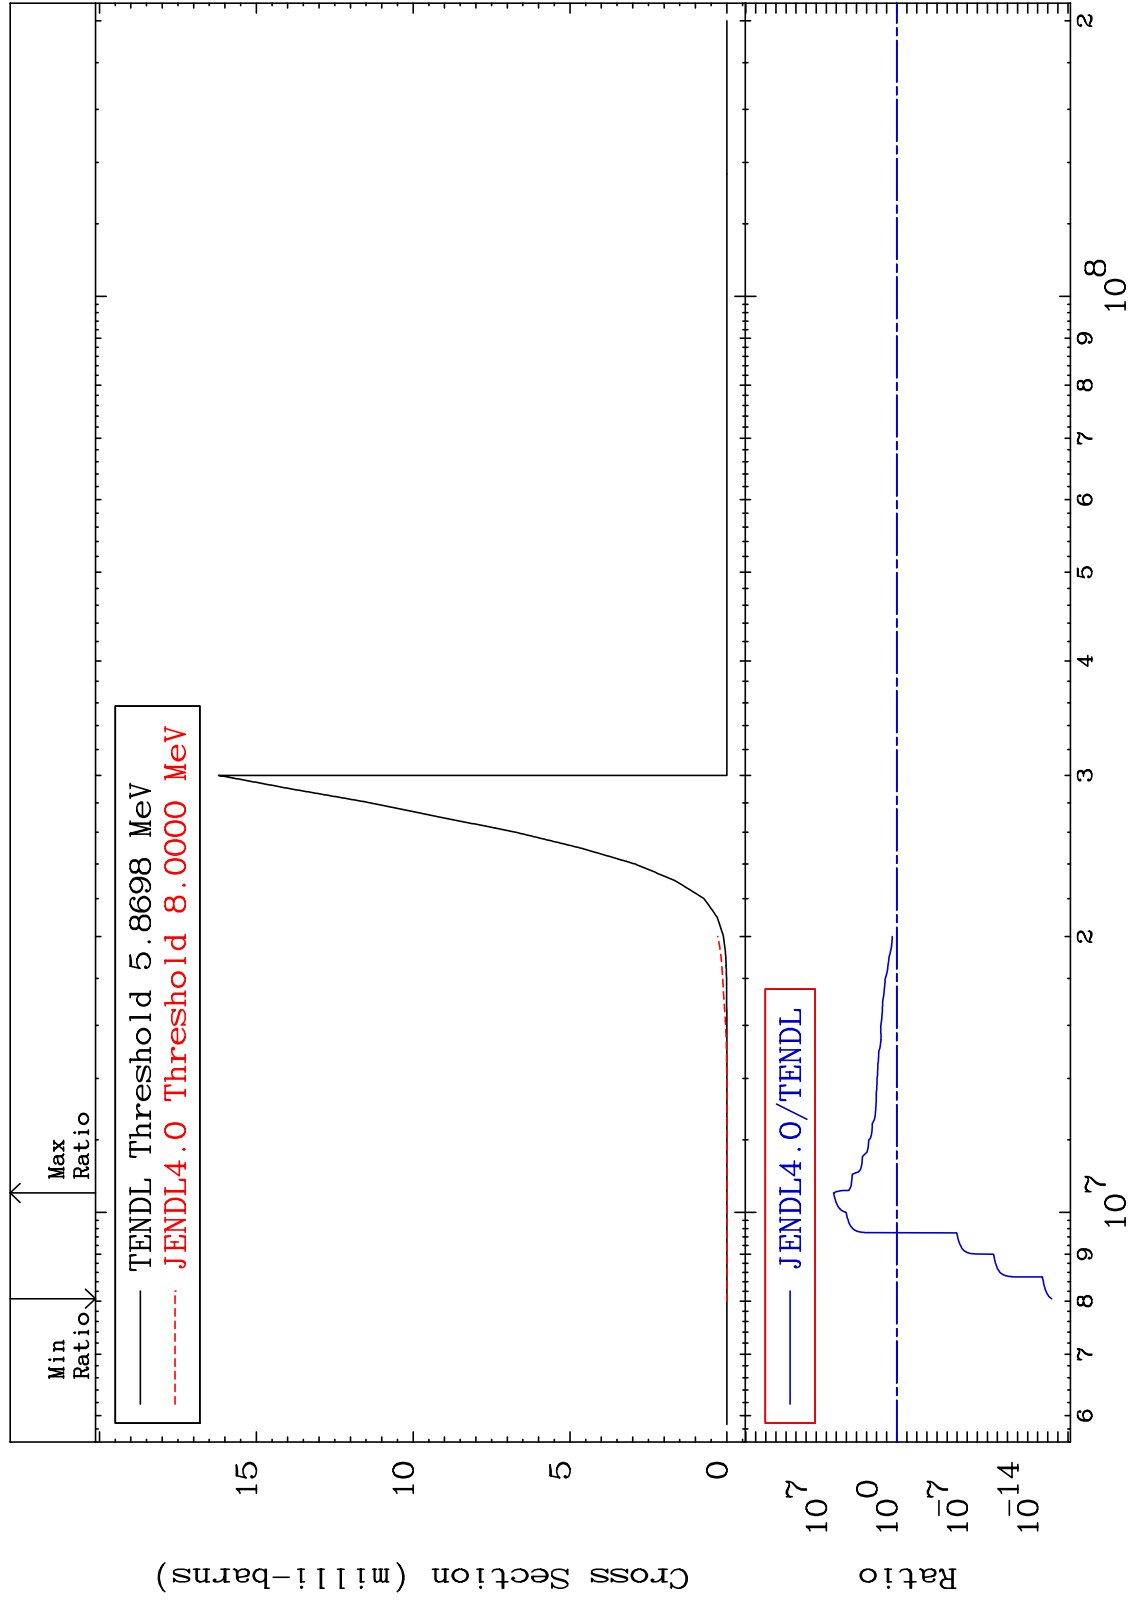 Min
Ratio
Max
Ratio
TENDL Threshold 5.8698 MeV
JENDL4.0 Threshold 8.0000 MeV
15
10
5
0
Cross Section (milli-barns)
JENDL4.0/TENDL
10^7
10^0
10^-7
10^-14
Ratio
6 7 8 9 10^7 2 3 4 5 6 7 8 9 10^8 2